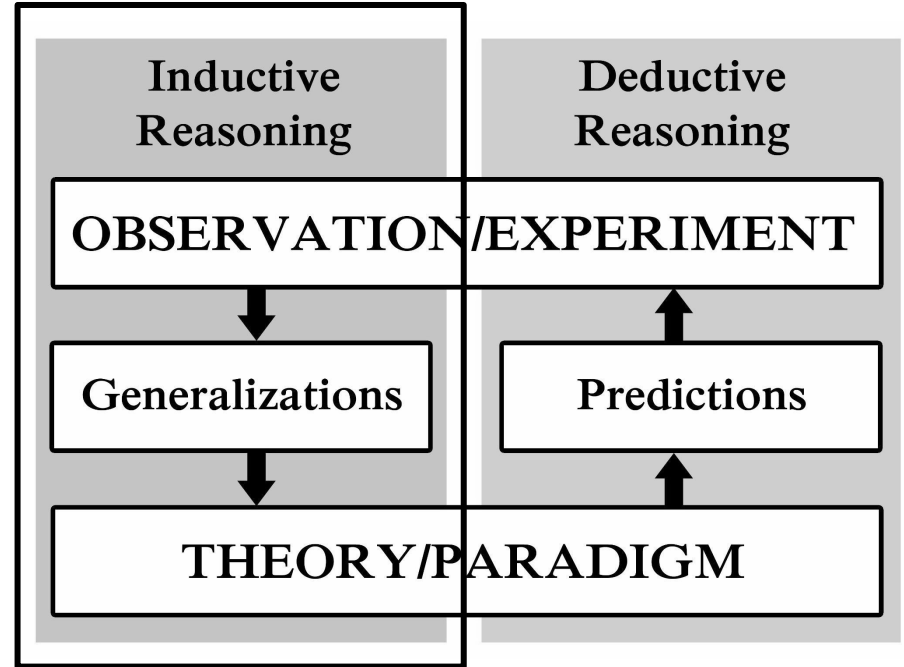 Inductive
Reasoning
Deductive
Reasoning
OBSERVATION/EXPERIMENT
Generalizations
Predictions
THEORY/PARADIGM